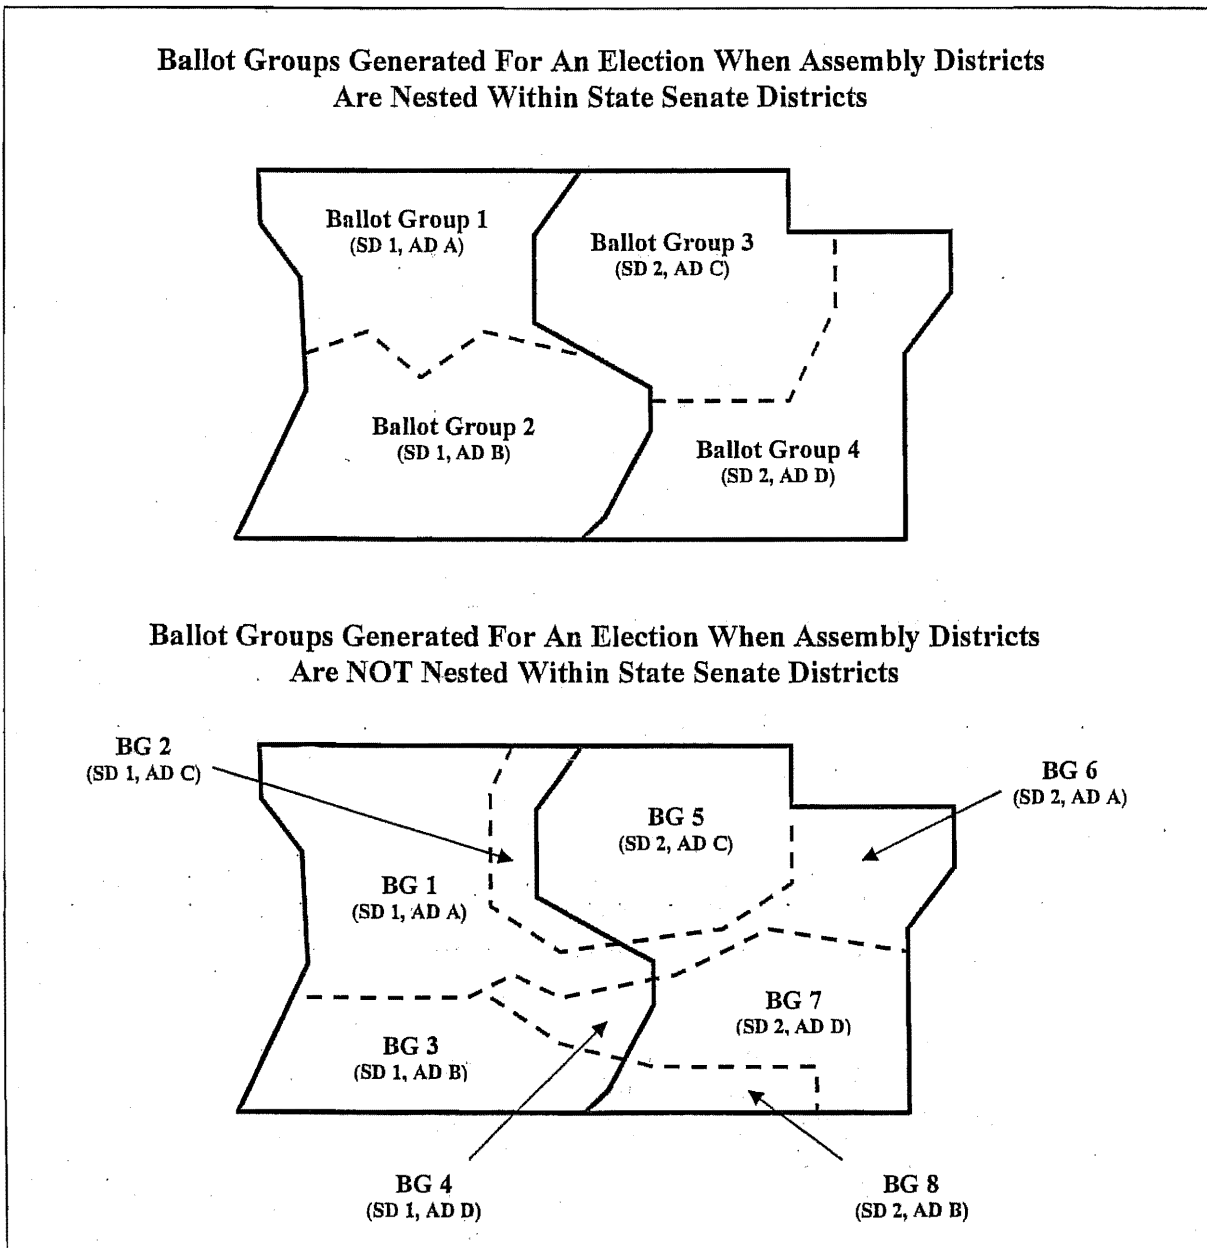 Ballot Groups Generated For An Election When Assembly Districts
Are Nested Within State Senate Districts
Ballot Group 1
(SD 1, AD A)
Ballot Group 3
(SD 2, AD C)
Ballot Group 2
(SD 1, AD B)
Ballot Group 4
(SD 2, AD D)
Ballot Groups Generated For An Election When Assembly Districts
Are NOT Nested Within State Senate Districts
BG 2
(SD 1, AD C)
BG 6
(SD 2, AD A)
BG 5
(SD 2, AD C)
BG 1
(SD 1, AD A)
BG 7
(SD 2, AD D)
BG 3
(SD 1, AD B)
BG 4
(SD 1, AD D)
BG 8
(SD 2, AD B)